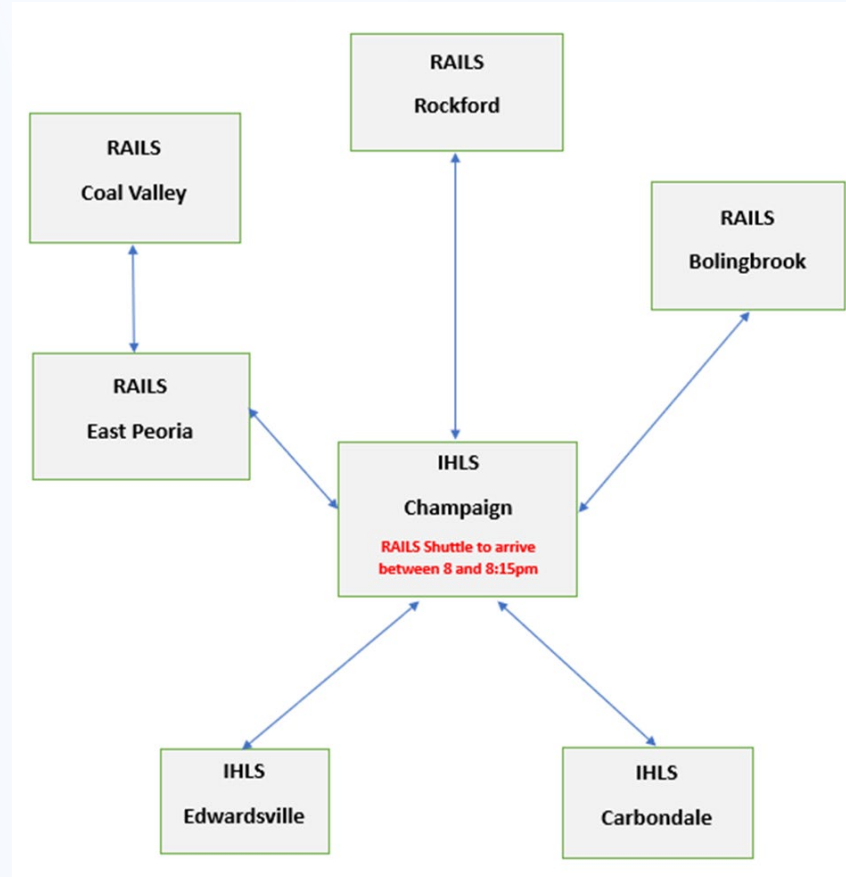 RAILS
Rockford
RAILS
Coal Valley
RAILS
Bolingbrook
RAILS
East Peoria
IHLS
Champaign
RAILS Shuttle to arrive
between 8 and 8:15pm
IHLS
Edwardsville
IHLS
Carbondale